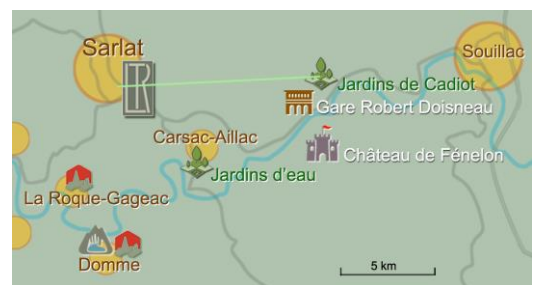 Sarlat
R
Souillac
Jardins de Cadiot
Gare Robert Doisneau
Carsac-Aillac
Château de Fénelon
Jardins d'eau
La Roque-Gageac
Domme
5 km